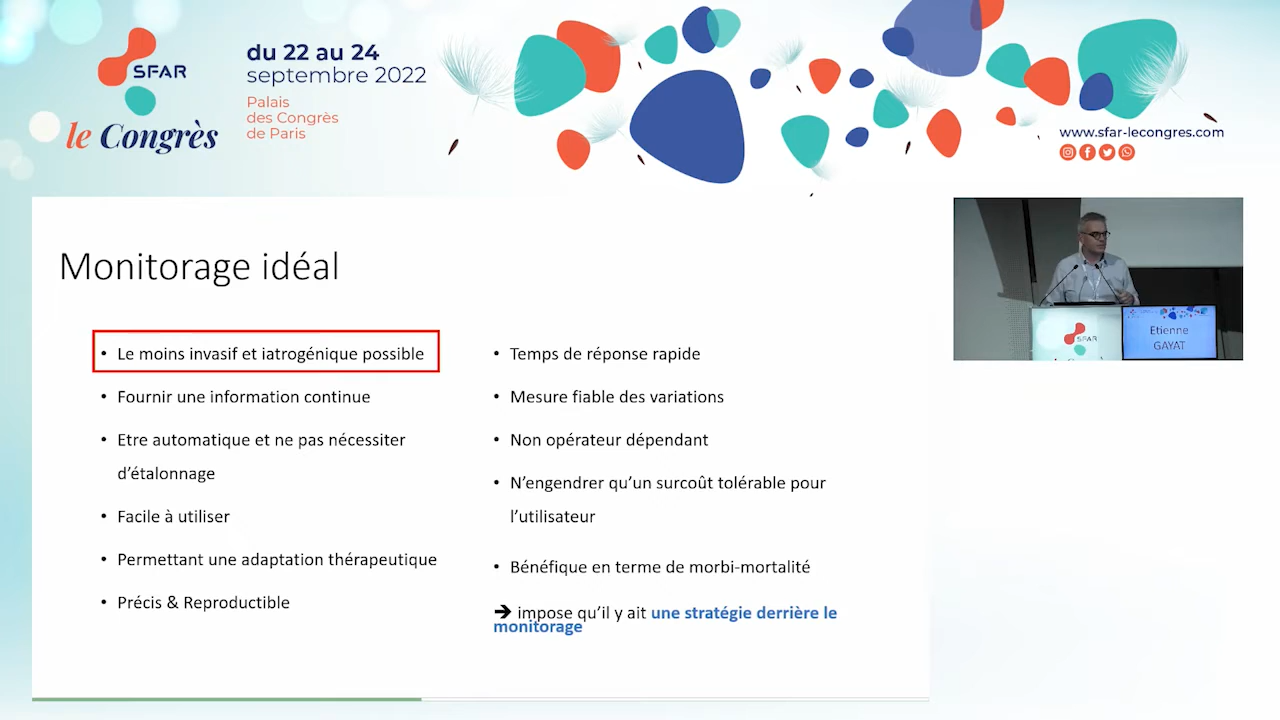 SFAR
le Congrès
du 22 au 24
septembre 2022
Palais
des Congrès
de Paris
www.sfar-lecongres.com
Monitorage idéal
• Le moins invasif et iatrogénique possible
• Fournir une information continue
• Etre automatique et ne pas nécessiter
d'étalonnage
• Facile à utiliser
• Permettant une adaptation thérapeutique
• Précis & Reproductible
• Temps de réponse rapide
• Mesure fiable des variations
• Non opérateur dépendant
• N'engendrer qu'un surcoût tolérable pour
l'utilisateur
• Bénéfique en terme de morbi-mortalité
➔ impose qu'il y ait une stratégie derrière le
monitorage
SFAR
Etienne
GAYAT